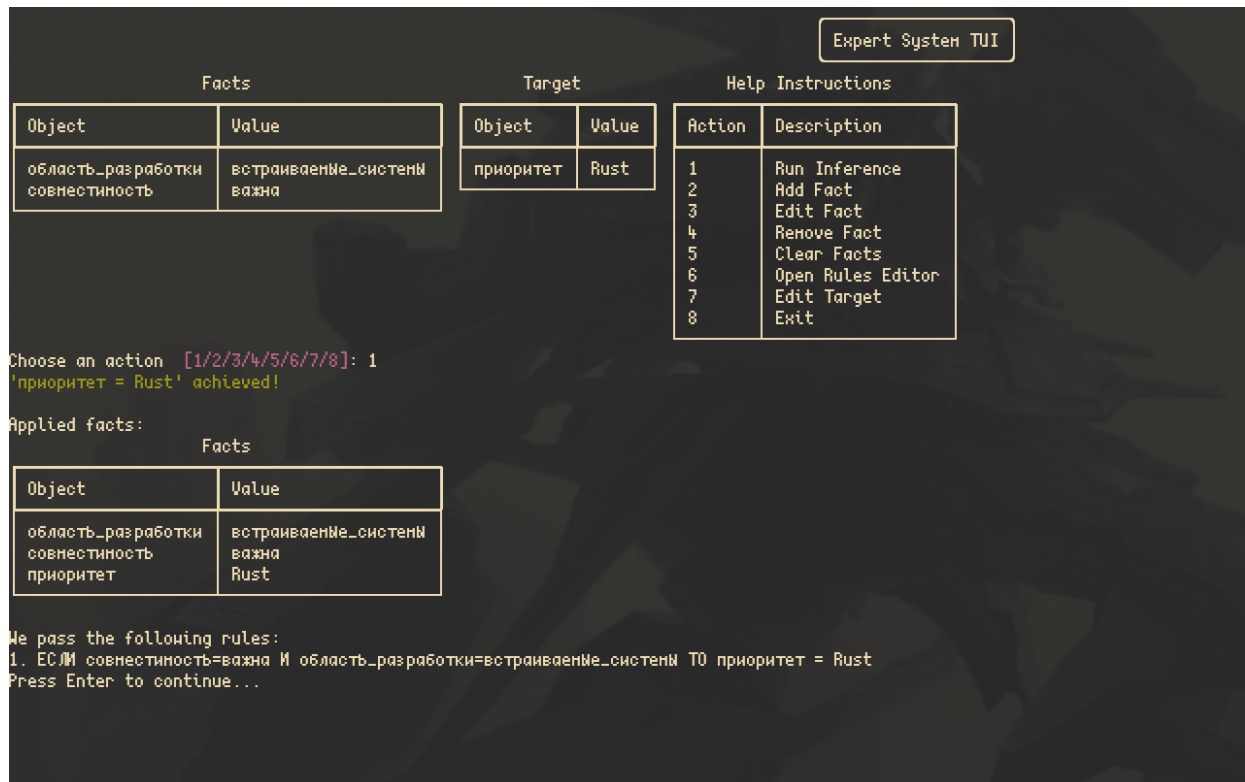 Expert System TUI
Facts
Object Value
область_разработки встраиваемые_системы
совместимость важна
Target
Object Value
приоритет Rust
Help Instructions
Action Description
1 Run Inference
2 Add Fact
3 Edit Fact
4 Remove Fact
5 Clear Facts
6 Open Rules Editor
7 Edit Target
8 Exit
Choose an action [1/2/3/4/5/6/7/8]: 1
'приоритет = Rust' achieved!
Applied facts:
Facts
Object Value
область_разработки встраиваемые_системы
совместимость важна
приоритет Rust
We pass the following rules:
1. ЕСЛИ совместимость=важна И область_разработки=встраиваемые_системы ТО приоритет = Rust
Press Enter to continue...